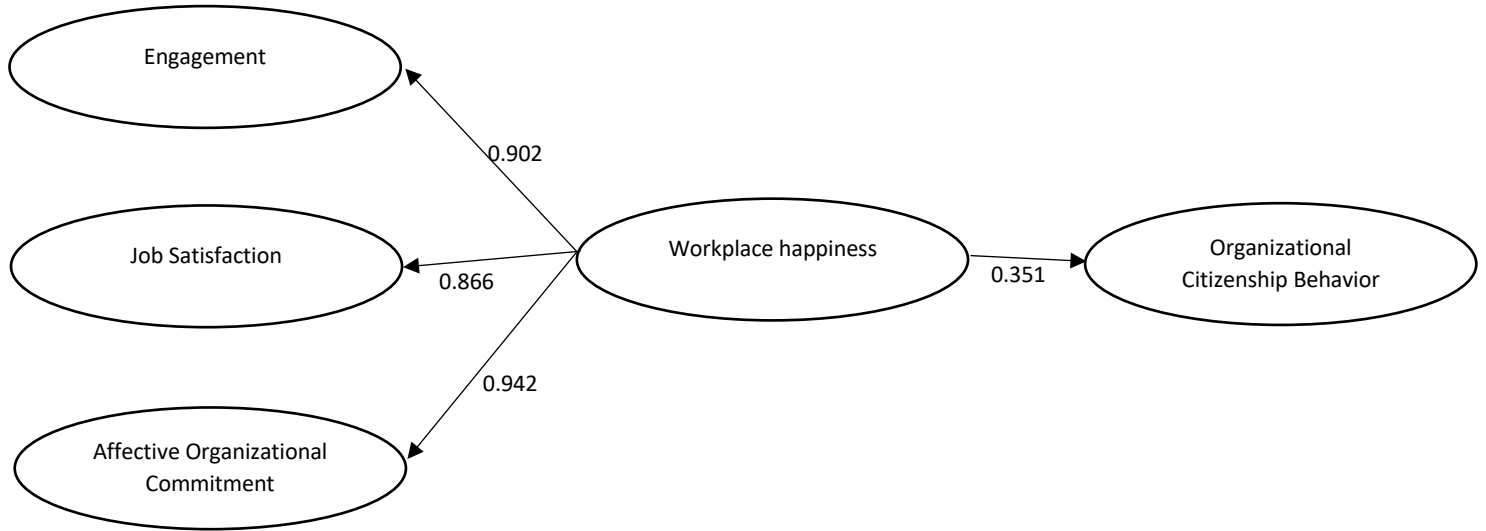 Engagement
0.902
Job Satisfaction
0.866
Workplace happiness
0.351
Organizational
Citizenship Behavior
0.942
Affective Organizational
Commitment